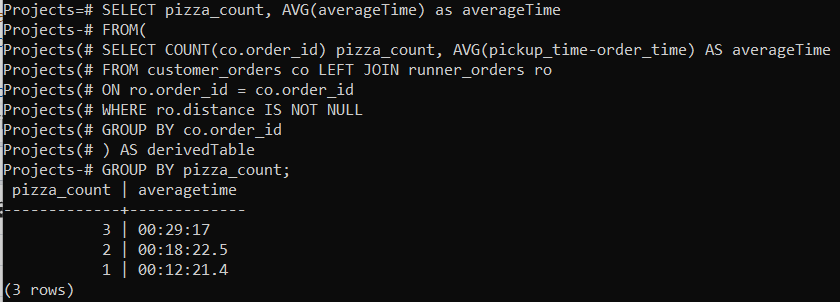 Projects=# SELECT pizza_count, AVG(averageTime) as averageTime
Projects-# FROM(
Projects(# SELECT COUNT(co.order_id) pizza_count, AVG(pickup_time-order_time) AS averageTime
Projects(# FROM customer_orders co LEFT JOIN runner_orders ro
Projects(# ON ro.order_id = co.order_id
Projects(# WHERE ro.distance IS NOT NULL
Projects(# GROUP BY co.order_id
Projects(# ) AS derivedTable
Projects-# GROUP BY pizza_count;
 pizza_count | averagetime
-------------+-------------
           3 | 00:29:17
           2 | 00:18:22.5
           1 | 00:12:21.4
(3 rows)